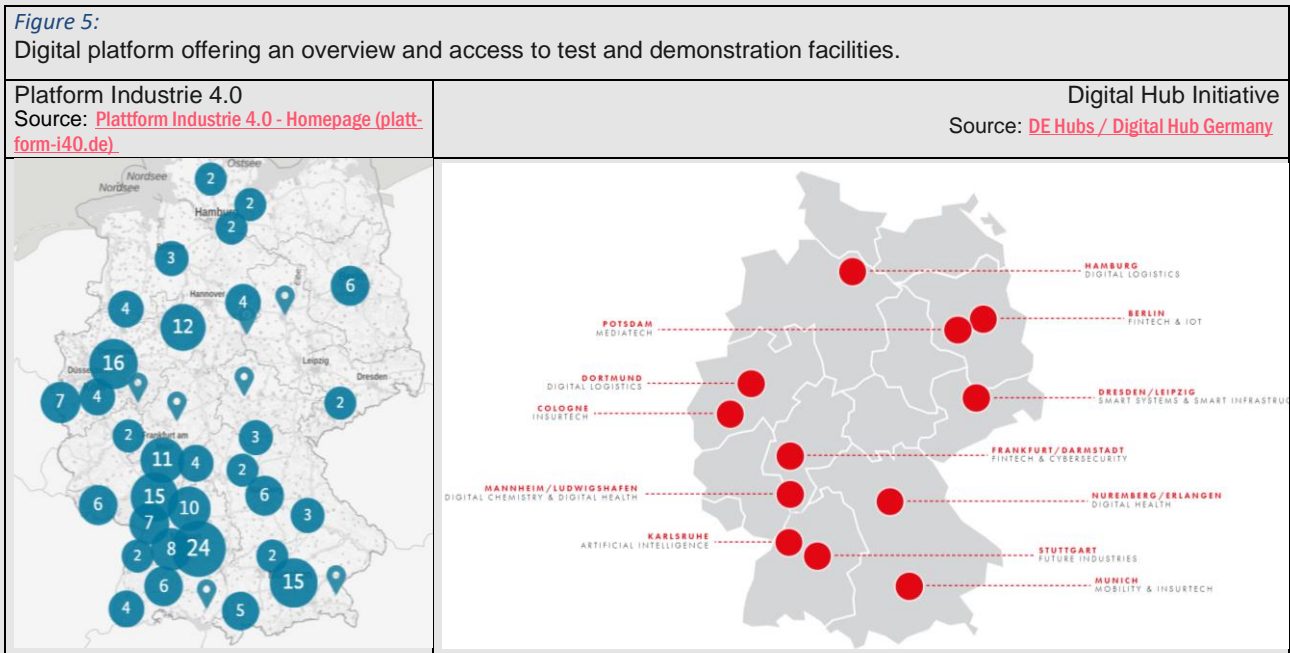 Figure 5:
Digital platform offering an overview and access to test and demonstration facilities.
Platform Industrie 4.0
Source: Plattform Industrie 4.0 - Homepage (platt-
form-i40.de)
Digital Hub Initiative
Source: DE Hubs / Digital Hub Germany
Ostsee
Nordsee
Nordsee
2
2
Hamburg
2
3
6
Hannover
4
4
12
16
Leipzig
Dresden
7
4
2
2
Frankfurt am
3
11
4
2
6
15
10
6
7
3
2
8
24
2
15
6
4
5
HAMBURG
DIGITAL LOGISTICS
BERLIN
FINTECH & IOT
POTSDAM
MEDIATECH
DORTMUND
DIGITAL LOGISTICS
DRESDEN/LEIPZIG
SMART SYSTEMS & SMART INFRASTRUC
COLOGNE
INSURTECH
FRANKFURT/DARMSTADT
FINTECH & CYBERSECURITY
MANNHEIM/LUDWIGSHAFEN
DIGITAL CHEMISTRY & DIGITAL HEALTH
NUREMBERG/ERLANGEN
DIGITAL HEALTH
KARLSRUHE
ARTIFICIAL INTELLIGENCE
STUTTGART
FUTURE INDUSTRIES
MUNICH
MOBILITY & INSURTECH